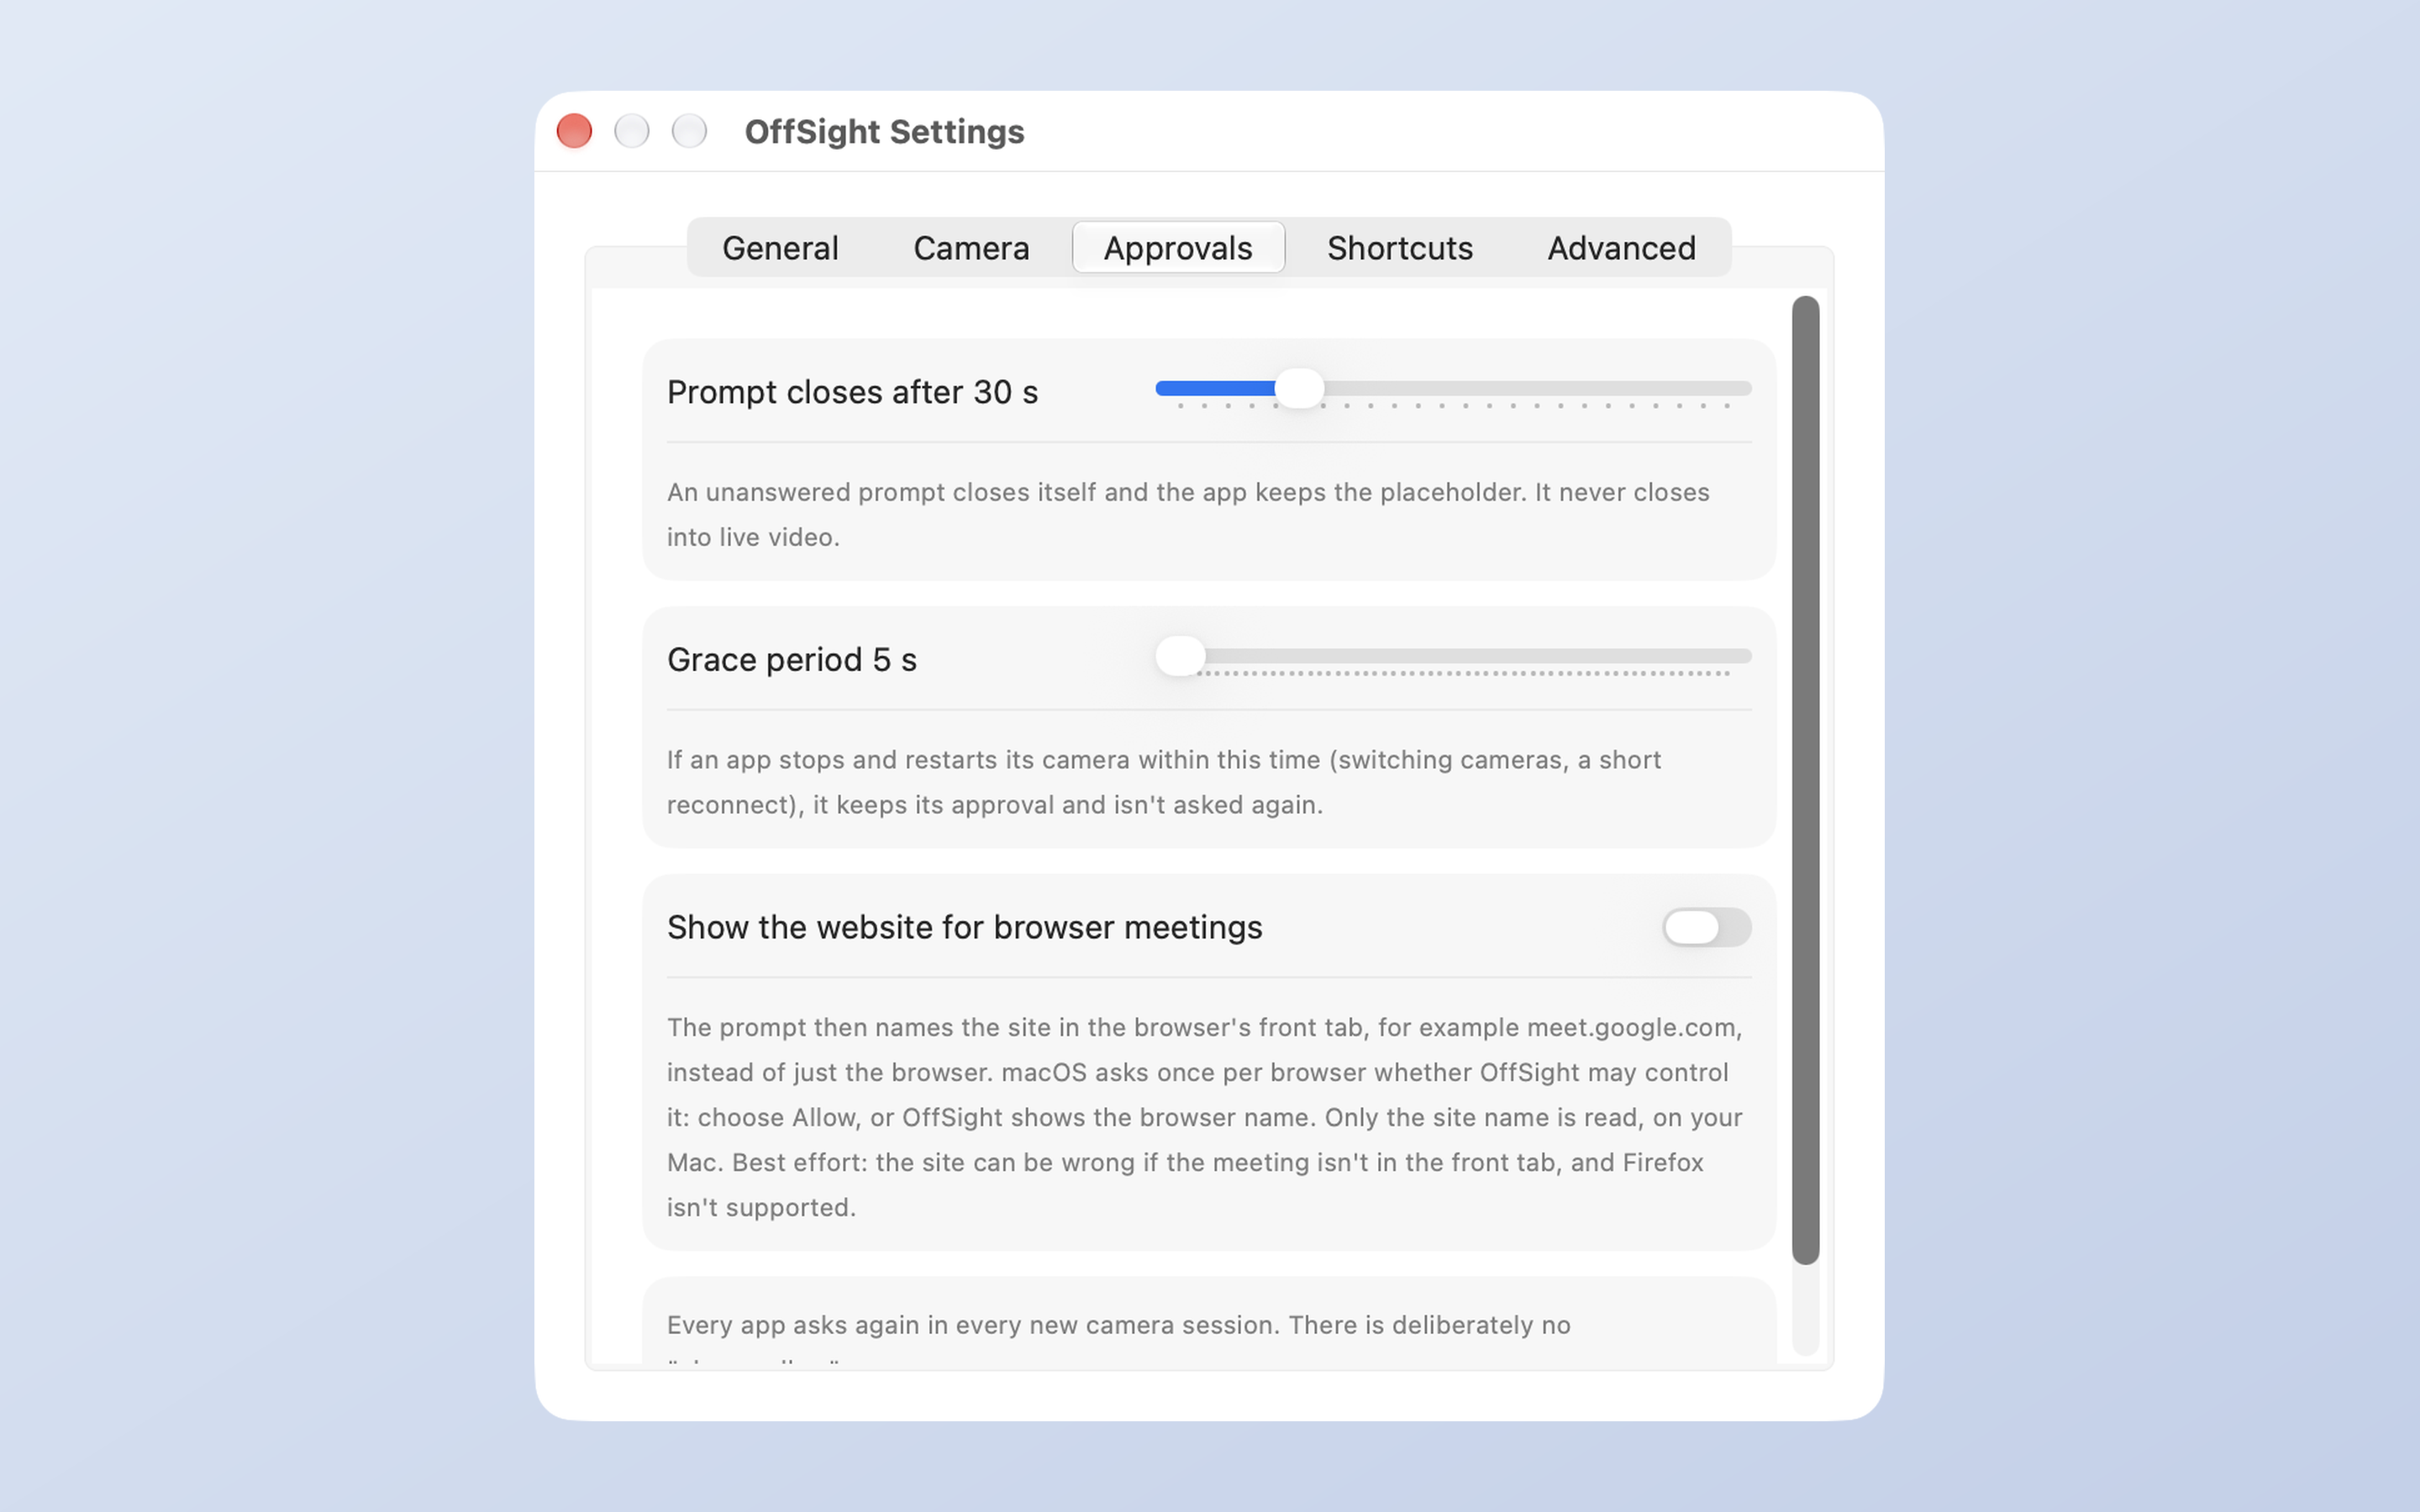 OffSight Settings
General Camera Approvals Shortcuts Advanced
Prompt closes after 30 s
An unanswered prompt closes itself and the app keeps the placeholder. It never closes
into live video.
Grace period 5 s
If an app stops and restarts its camera within this time (switching cameras, a short
reconnect), it keeps its approval and isn't asked again.
Show the website for browser meetings
The prompt then names the site in the browser's front tab, for example meet.google.com,
instead of just the browser. macOS asks once per browser whether OffSight may control
it: choose Allow, or OffSight shows the browser name. Only the site name is read, on your
Mac. Best effort: the site can be wrong if the meeting isn't in the front tab, and Firefox
isn't supported.
Every app asks again in every new camera session. There is deliberately no